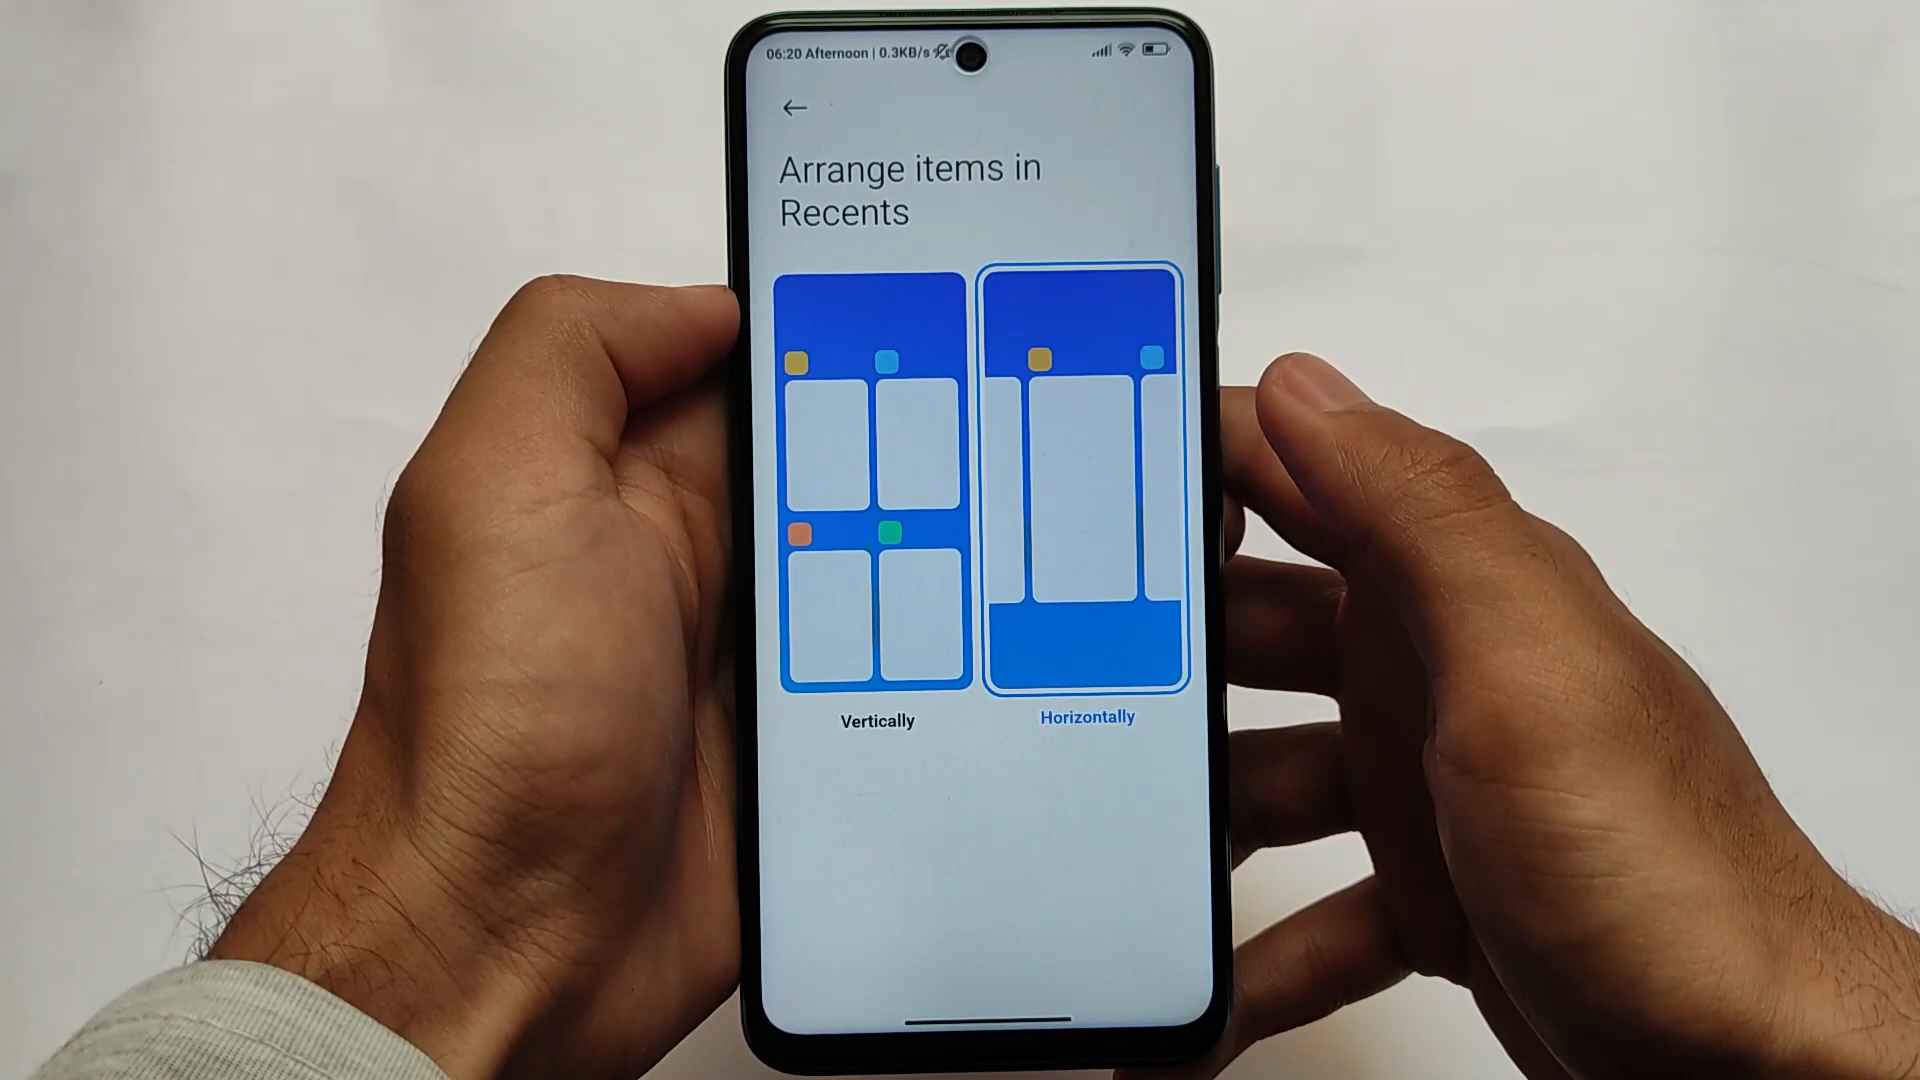 06:20 Afternoon | 0.3KB/s
Arrange items in
Recents
Vertically
Horizontally